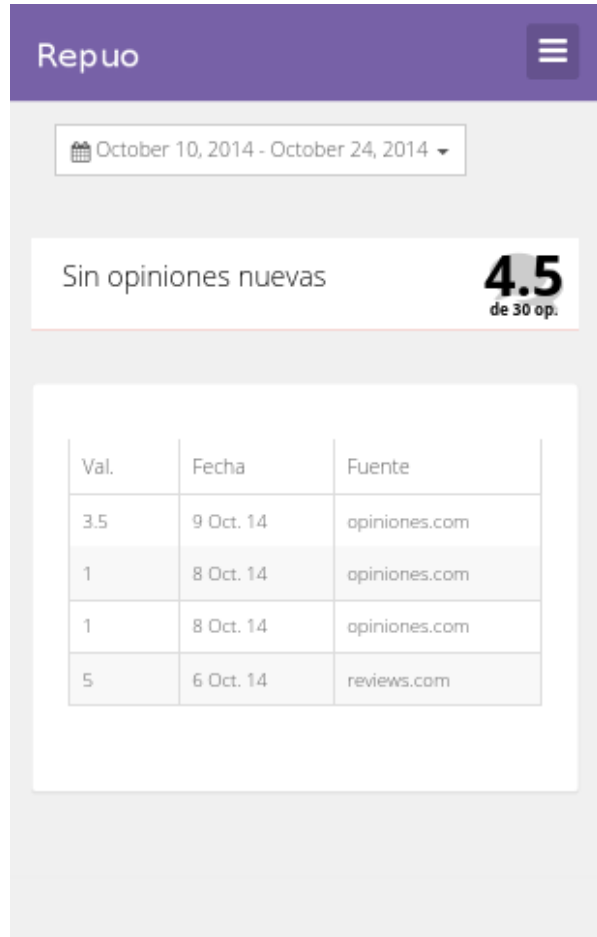 Repuo
October 10, 2014 - October 24, 2014
Sin opiniones nuevas
4.5
de 30 op.
Val. Fecha Fuente
3.5 9 Oct. 14 opiniones.com
1 8 Oct. 14 opiniones.com
1 8 Oct. 14 opiniones.com
5 6 Oct. 14 reviews.com